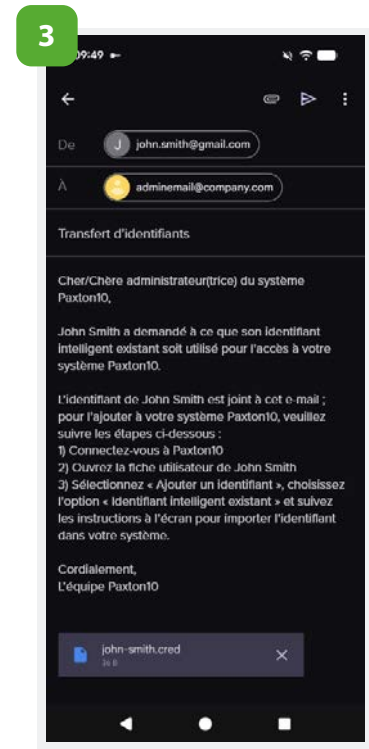 3
09:49
De
J
john.smith@gmail.com
À
adminemail@company.com
Transfert d'identifiants
Cher/Chère administrateur(trice) du système
Paxton10,
John Smith a demandé à ce que son identifiant
intelligent existant soit utilisé pour l'accès à votre
système Paxton10.
L'identifiant de John Smith est joint à cet e-mail ;
pour l'ajouter à votre système Paxton10, veuillez
suivre les étapes ci-dessous :
1) Connectez-vous à Paxton10
2) Ouvrez la fiche utilisateur de John Smith
3) Sélectionnez « Ajouter un identifiant », choisissez
l'option « Identifiant intelligent existant » et suivez
les instructions à l'écran pour importer l'identifiant
dans votre système.
Cordialement,
L'équipe Paxton10
john-smith.cred
36 B